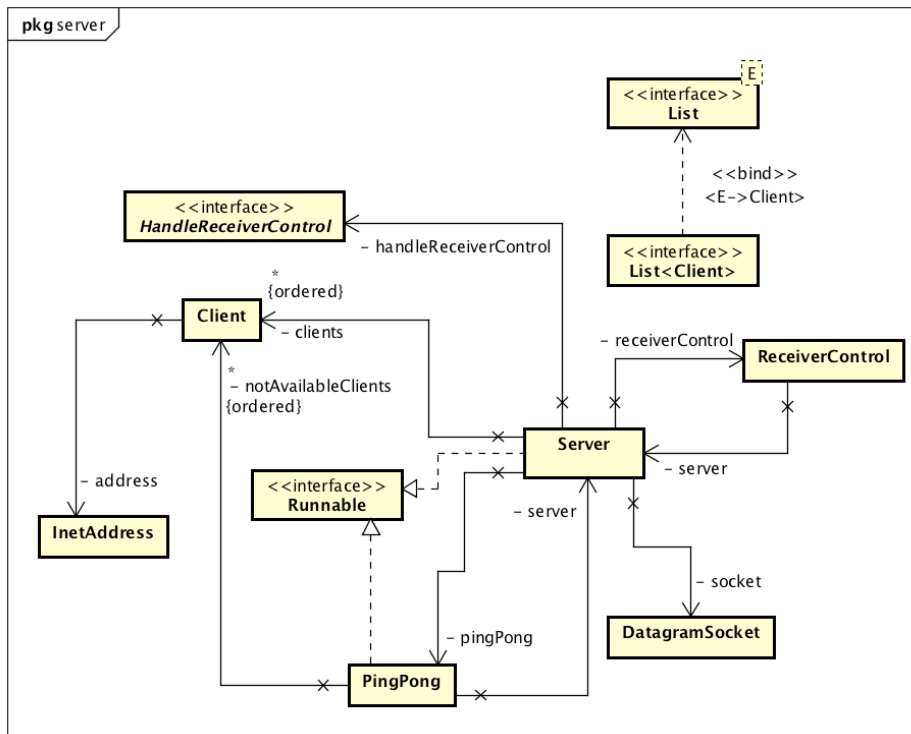 pkg server
E
<<interface>>
List
<<bind>>
<E->Client>
<<interface>>
HandleReceiverControl
– handleReceiverControl
<<interface>>
List<Client>
*
{ordered}
Client
– clients
– receiverControl
ReceiverControl
*
– notAvailableClients
{ordered}
Server
– server
– address
<<interface>>
Runnable
– server
InetAddress
– socket
– pingPong
DatagramSocket
PingPong